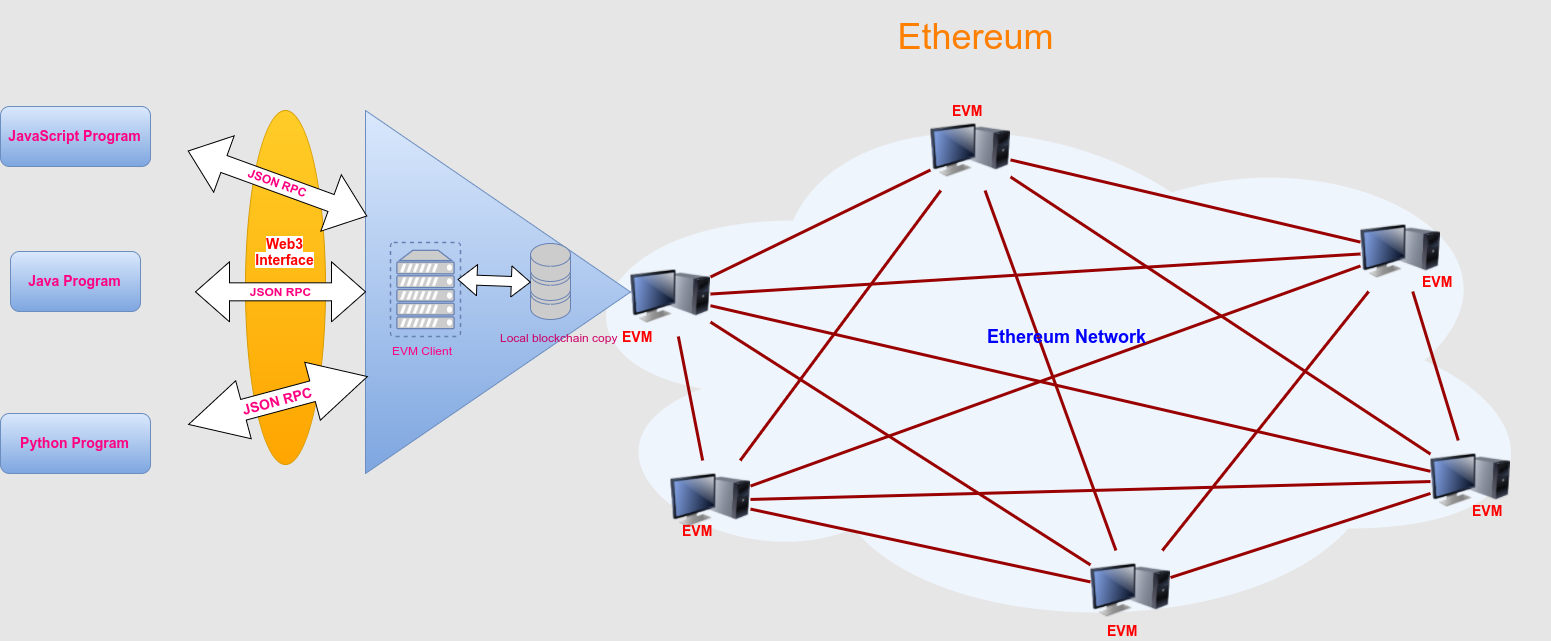 Ethereum
JavaScript Program
Java Program
Python Program
JSON RPC
Web3
Interface
JSON RPC
JSON RPC
EVM Client
Local blockchain copy
EVM
EVM
EVM
Ethereum Network
EVM
EVM
EVM